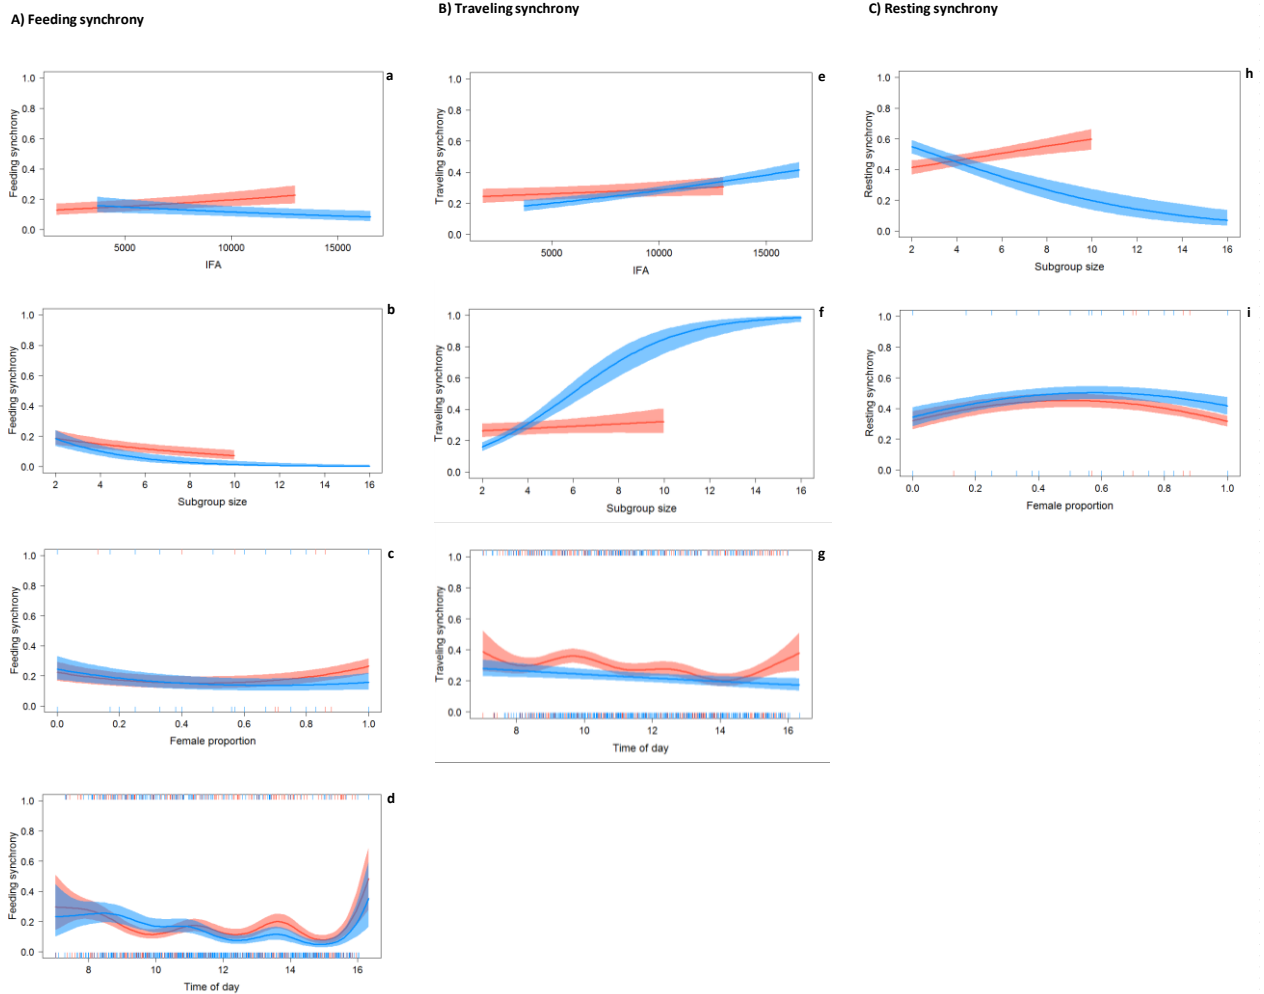 A) Feeding synchrony
B) Traveling synchrony
C) Resting synchrony
a
Feeding synchrony
1.0
0.8
0.6
0.4
0.2
0.0
5000 10000 15000
IFA
b
Feeding synchrony
1.0
0.8
0.6
0.4
0.2
0.0
2 4 6 8 10 12 14 16
Subgroup size
c
Feeding synchrony
1.0
0.8
0.6
0.4
0.2
0.0
0.0 0.2 0.4 0.6 0.8 1.0
Female proportion
d
Feeding synchrony
1.0
0.8
0.6
0.4
0.2
0.0
8 10 12 14 16
Time of day
e
Traveling synchrony
1.0
0.8
0.6
0.4
0.2
0.0
5000 10000 15000
IFA
f
Traveling synchrony
1.0
0.8
0.6
0.4
0.2
0.0
2 4 6 8 10 12 14 16
Subgroup size
g
Traveling synchrony
1.0
0.8
0.6
0.4
0.2
0.0
8 10 12 14 16
Time of day
h
Resting synchrony
1.0
0.8
0.6
0.4
0.2
0.0
2 4 6 8 10 12 14 16
Subgroup size
i
Resting synchrony
1.0
0.8
0.6
0.4
0.2
0.0
0.0 0.2 0.4 0.6 0.8 1.0
Female proportion